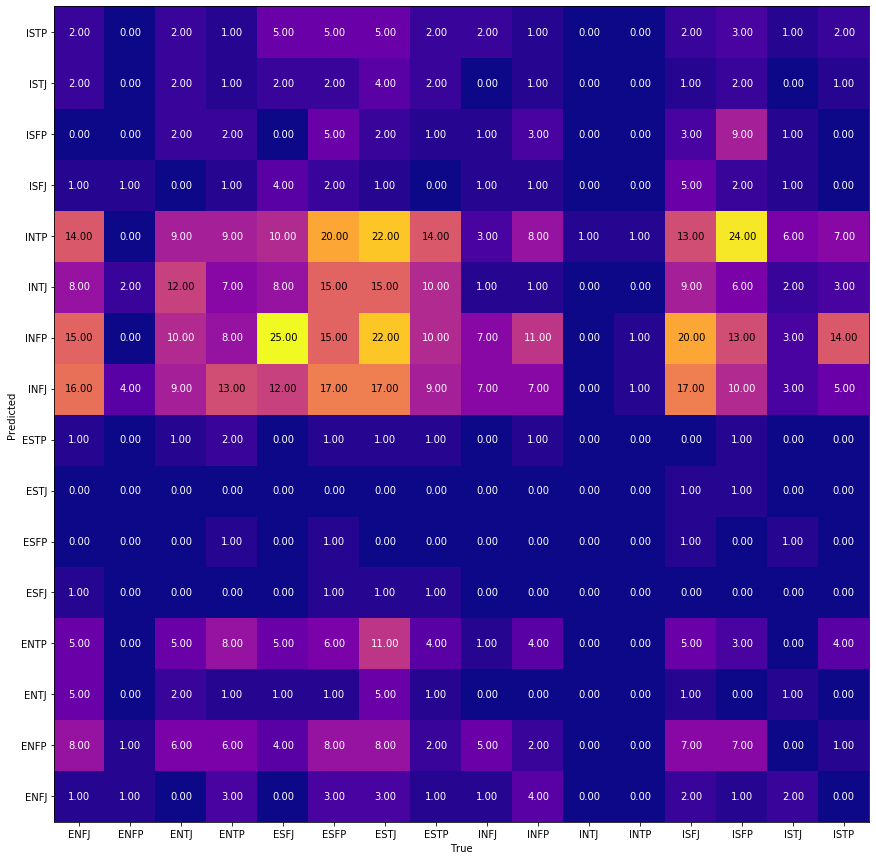 ISTP 2.00 0.00 2.00 1.00 5.00 5.00 5.00 2.00 2.00 1.00 0.00 0.00 2.00 3.00 1.00 2.00
ISTJ 2.00 0.00 2.00 1.00 2.00 2.00 4.00 2.00 0.00 1.00 0.00 0.00 1.00 2.00 0.00 1.00
ISFP 0.00 0.00 2.00 2.00 0.00 5.00 2.00 1.00 1.00 3.00 0.00 0.00 3.00 9.00 1.00 0.00
ISFJ 1.00 1.00 0.00 1.00 4.00 2.00 1.00 0.00 1.00 1.00 0.00 0.00 5.00 2.00 1.00 0.00
INTP 14.00 0.00 9.00 9.00 10.00 20.00 22.00 14.00 3.00 8.00 1.00 1.00 13.00 24.00 6.00 7.00
INTJ 8.00 2.00 12.00 7.00 8.00 15.00 15.00 10.00 1.00 1.00 0.00 0.00 9.00 6.00 2.00 3.00
INFP 15.00 0.00 10.00 8.00 25.00 15.00 22.00 10.00 7.00 11.00 0.00 1.00 20.00 13.00 3.00 14.00
INFJ 16.00 4.00 9.00 13.00 12.00 17.00 17.00 9.00 7.00 7.00 0.00 1.00 17.00 10.00 3.00 5.00
Predicted
ESTP 1.00 0.00 1.00 2.00 0.00 1.00 1.00 1.00 0.00 1.00 0.00 0.00 0.00 1.00 0.00 0.00
ESTJ 0.00 0.00 0.00 0.00 0.00 0.00 0.00 0.00 0.00 0.00 0.00 0.00 1.00 1.00 0.00 0.00
ESFP 0.00 0.00 0.00 1.00 0.00 1.00 0.00 0.00 0.00 0.00 0.00 0.00 1.00 0.00 1.00 0.00
ESFJ 1.00 0.00 0.00 0.00 0.00 1.00 1.00 1.00 0.00 0.00 0.00 0.00 0.00 0.00 0.00 0.00
ENTP 5.00 0.00 5.00 8.00 5.00 6.00 11.00 4.00 1.00 4.00 0.00 0.00 5.00 3.00 0.00 4.00
ENTJ 5.00 0.00 2.00 1.00 1.00 1.00 5.00 1.00 0.00 0.00 0.00 0.00 1.00 0.00 1.00 0.00
ENFP 8.00 1.00 6.00 6.00 4.00 8.00 8.00 2.00 5.00 2.00 0.00 0.00 7.00 7.00 0.00 1.00
ENFJ 1.00 1.00 0.00 3.00 0.00 3.00 3.00 1.00 1.00 4.00 0.00 0.00 2.00 1.00 2.00 0.00
ENFJ ENFP ENTJ ENTP ESFJ ESFP ESTJ ESTP INFJ INFP INTJ INTP ISFJ ISFP ISTJ ISTP
True